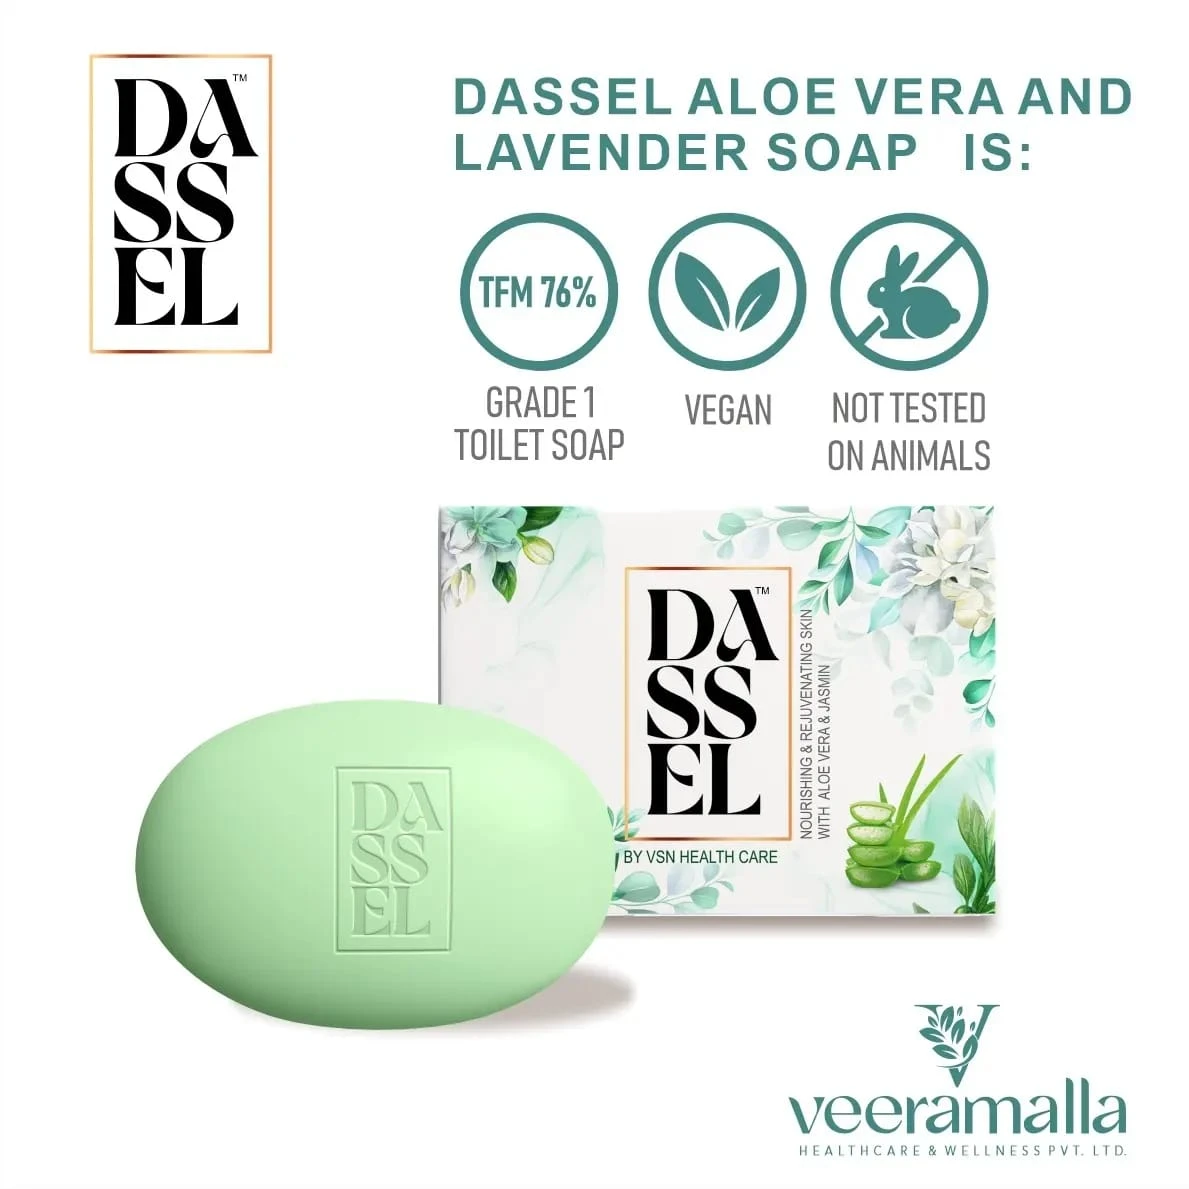 DA
SS
EL
TM
DASSEL ALOE VERA AND
LAVENDER SOAP IS:
TFM 76%
GRADE 1
TOILET SOAP
VEGAN
NOT TESTED
ON ANIMALS
DA
SS
EL
TM
NOURISHING & REJUVENATING SKIN
WITH ALOE VERA & JASMIN
BY VSN HEALTH CARE
DA
SS
EL
veeramalla
HEALTHCARE & WELLNESS PVT. LTD.